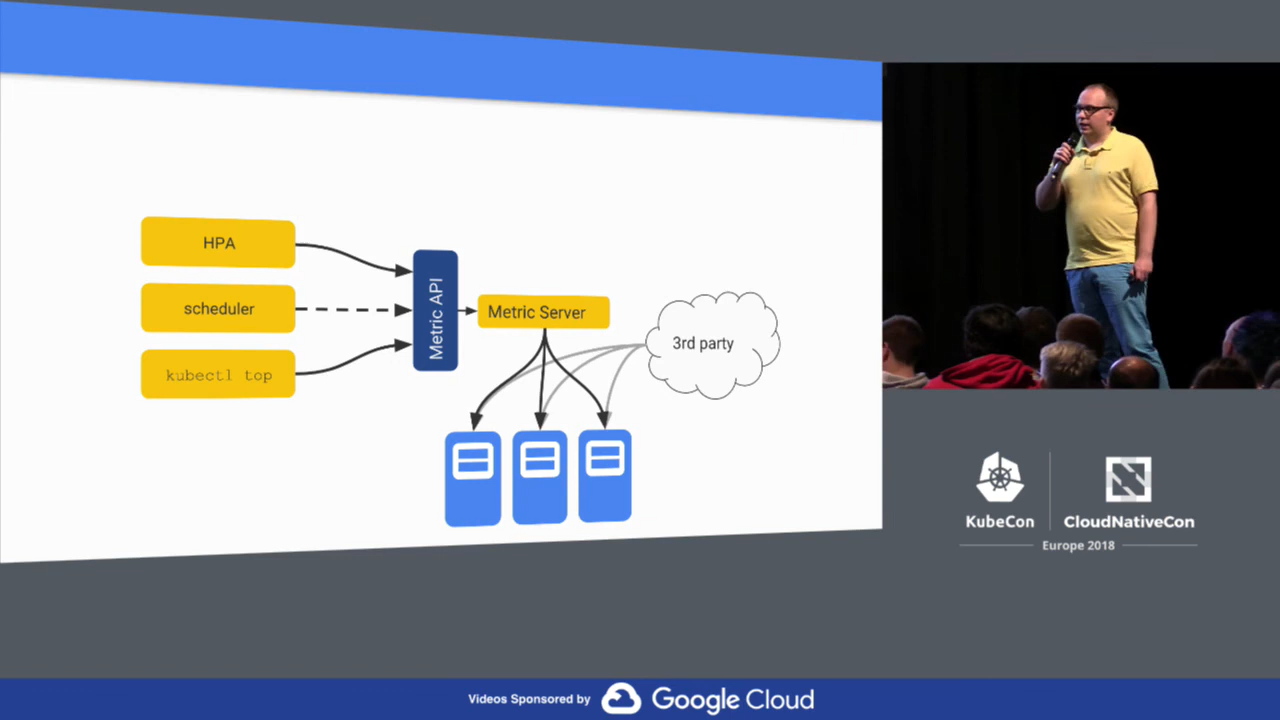 HPA
scheduler
kubectl top
Metric API
Metric Server
3rd party
KubeCon
CloudNativeCon
Europe 2018
Videos Sponsored by
Google Cloud